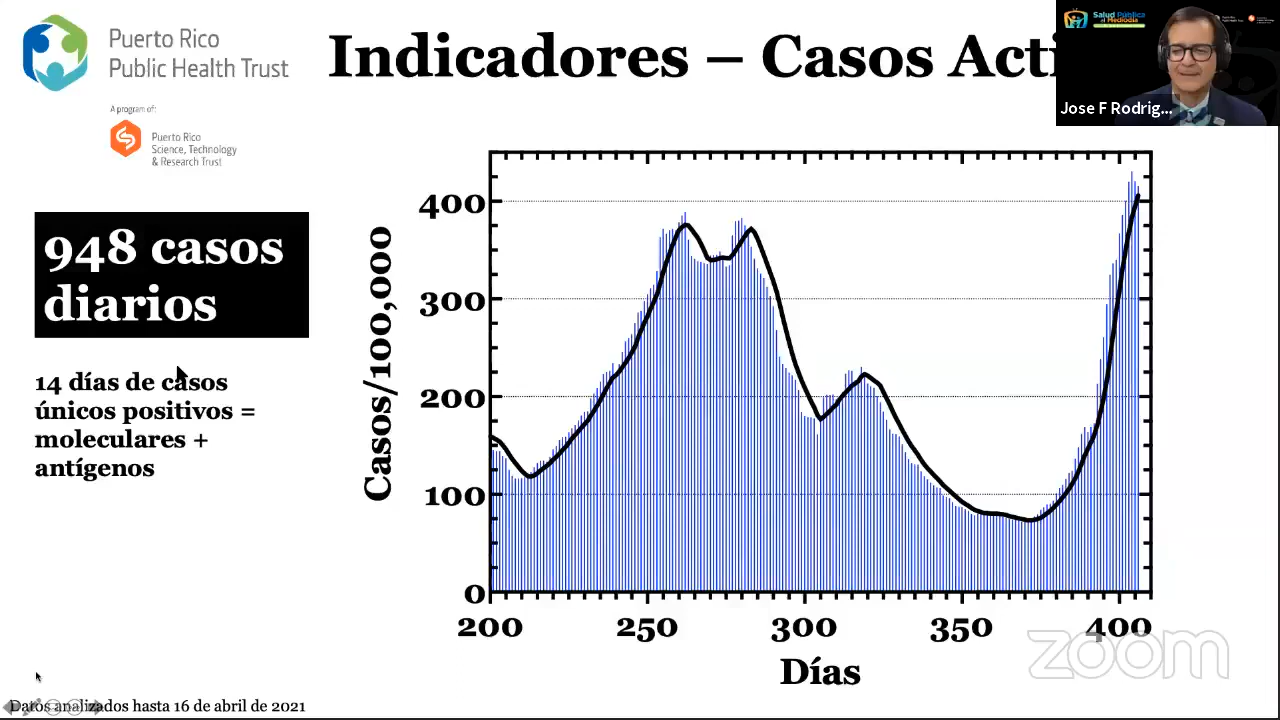 Puerto Rico
Public Health Trust
A program of:
Puerto Rico
Science, Technology
& Research Trust
Indicadores – Casos Acti
Salud Pública
al Mediodía
Jose F Rodrig...
948 casos
diarios
14 días de casos
únicos positivos =
moleculares +
antígenos
Casos/100,000
400
300
200
100
0
200 250 300 350 400
Días
zoom
Datos analizados hasta 16 de abril de 2021